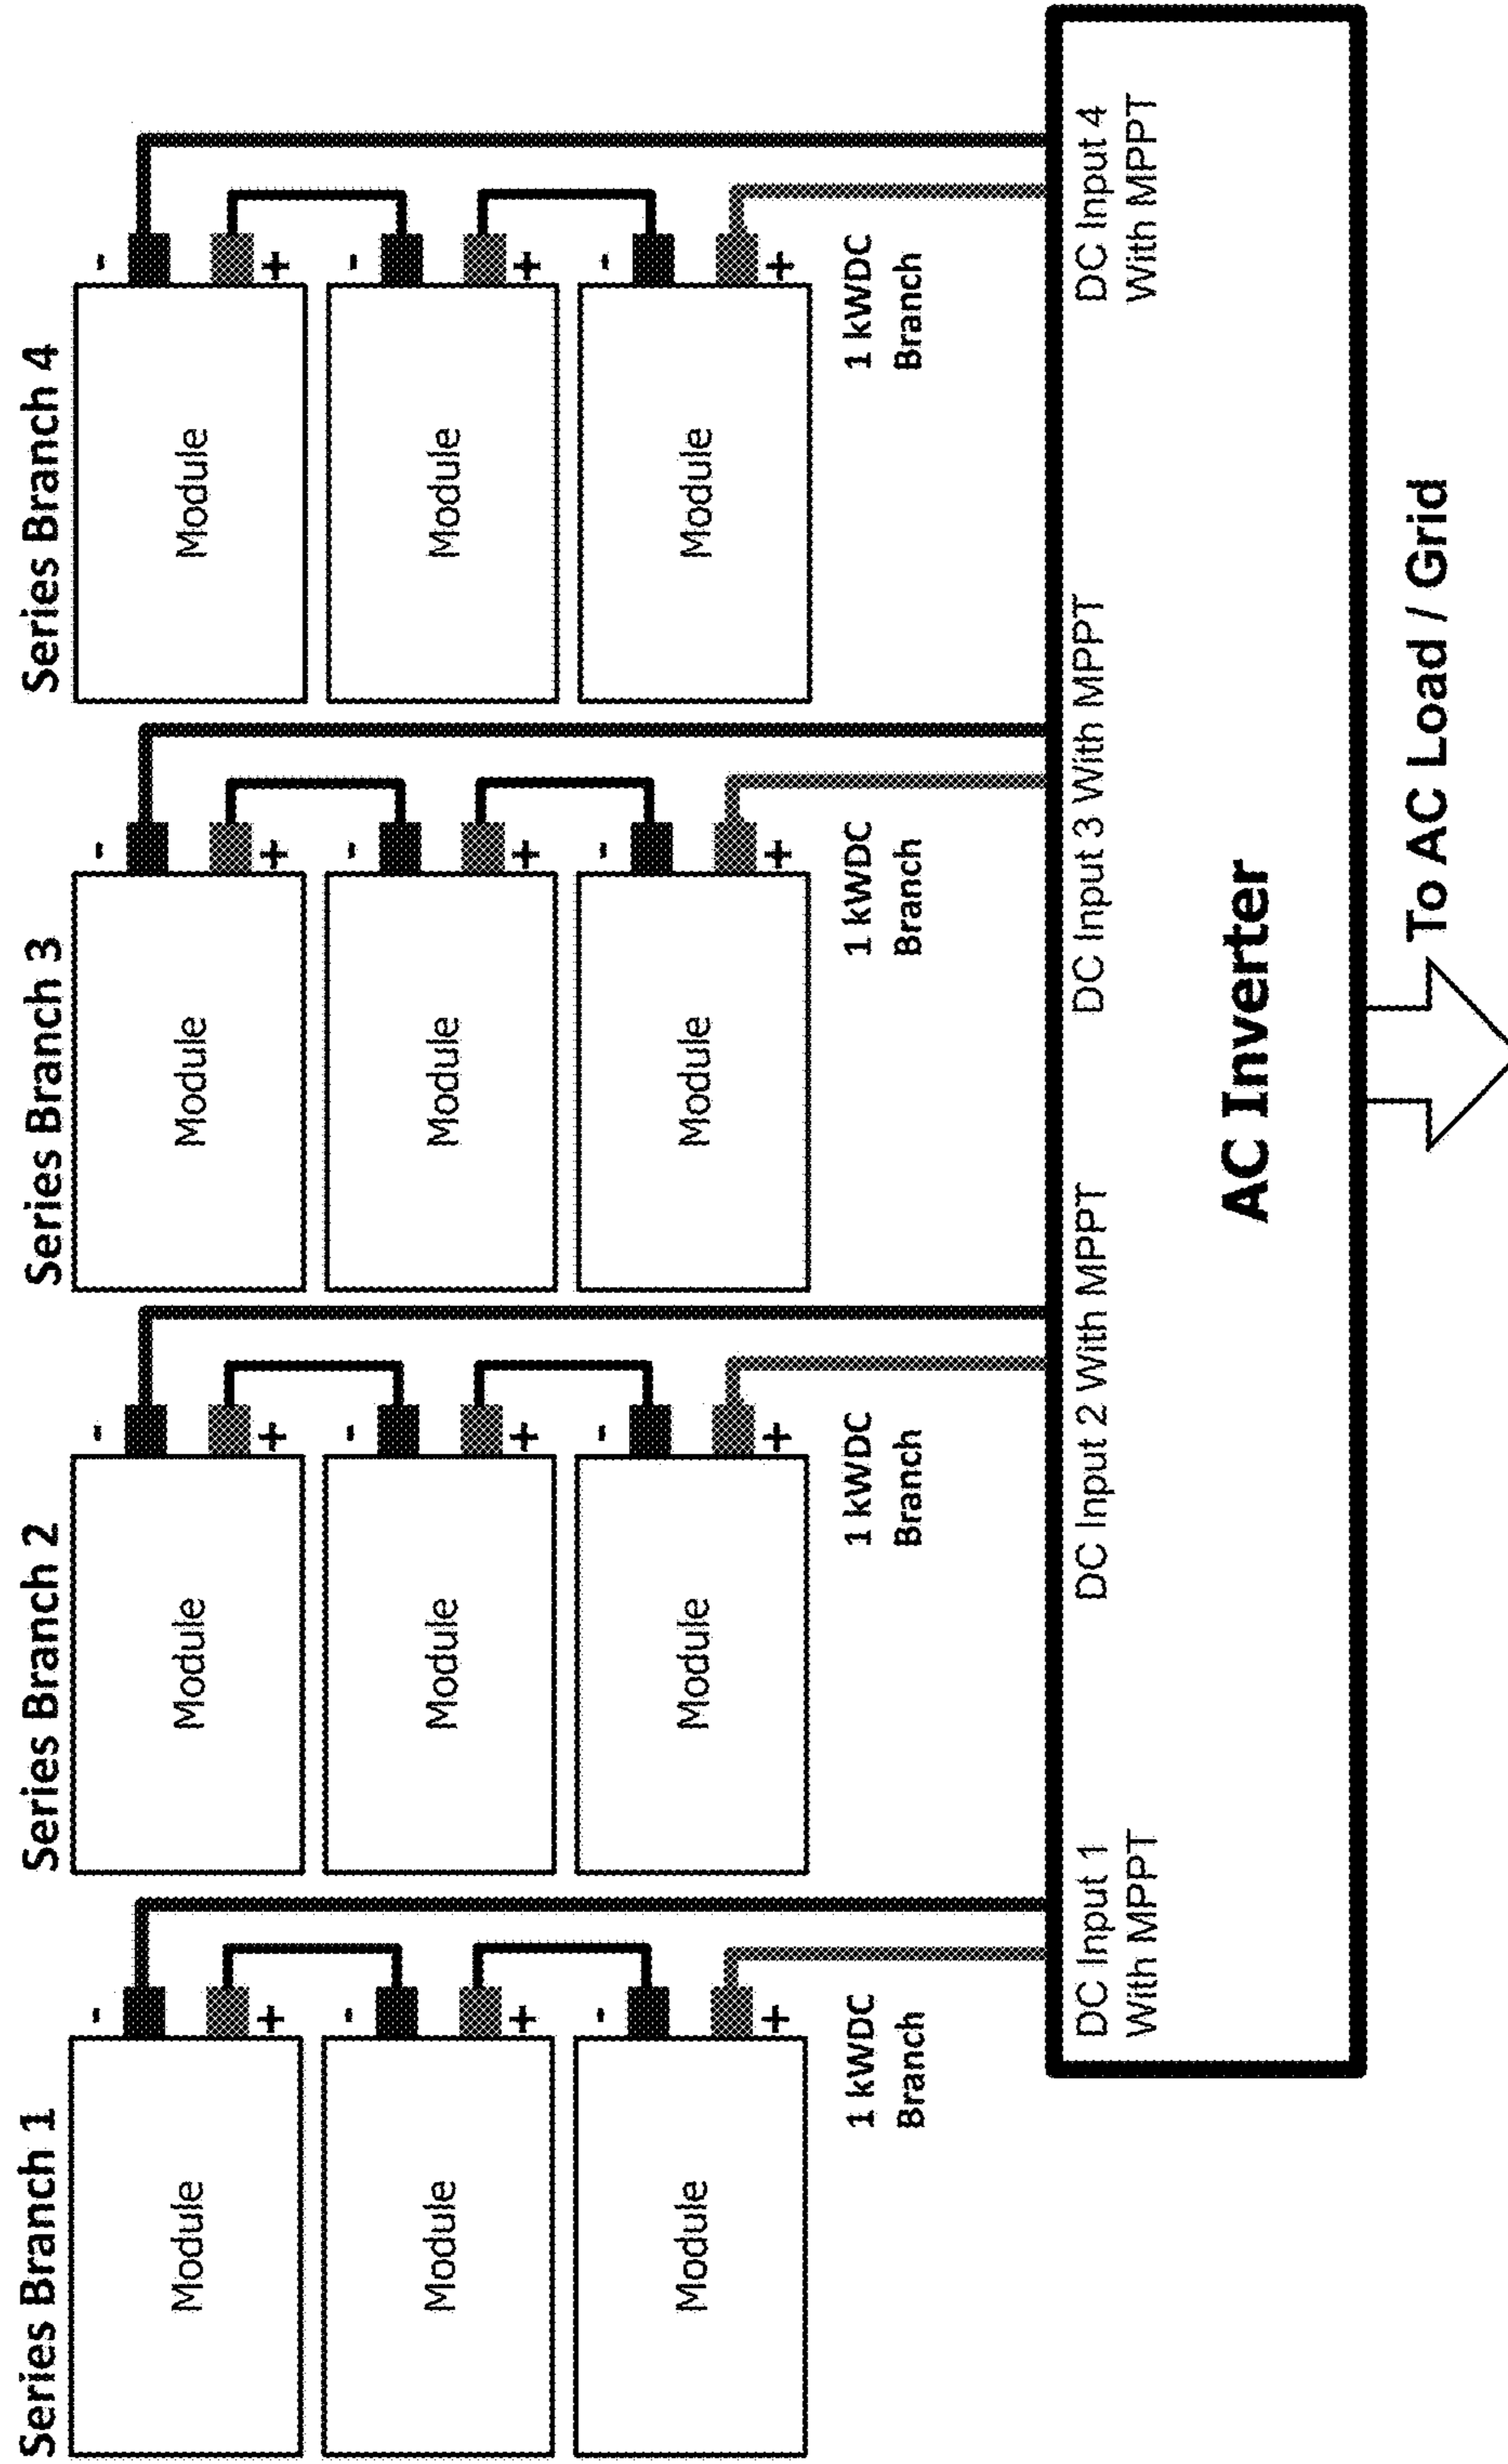 Series Branch 1
Series Branch 2
Series Branch 3
Series Branch 4
-
Module
+
-
Module
+
-
Module
+
1 kWDC
Branch
-
Module
+
-
Module
+
-
Module
+
1 kWDC
Branch
-
Module
+
-
Module
+
-
Module
+
1 kWDC
Branch
-
Module
+
-
Module
+
-
Module
+
1 kWDC
Branch
DC Input 1
With MPPT
DC Input 2 With MPPT
DC Input 3 With MPPT
DC Input 4
With MPPT
AC Inverter
To AC Load / Grid